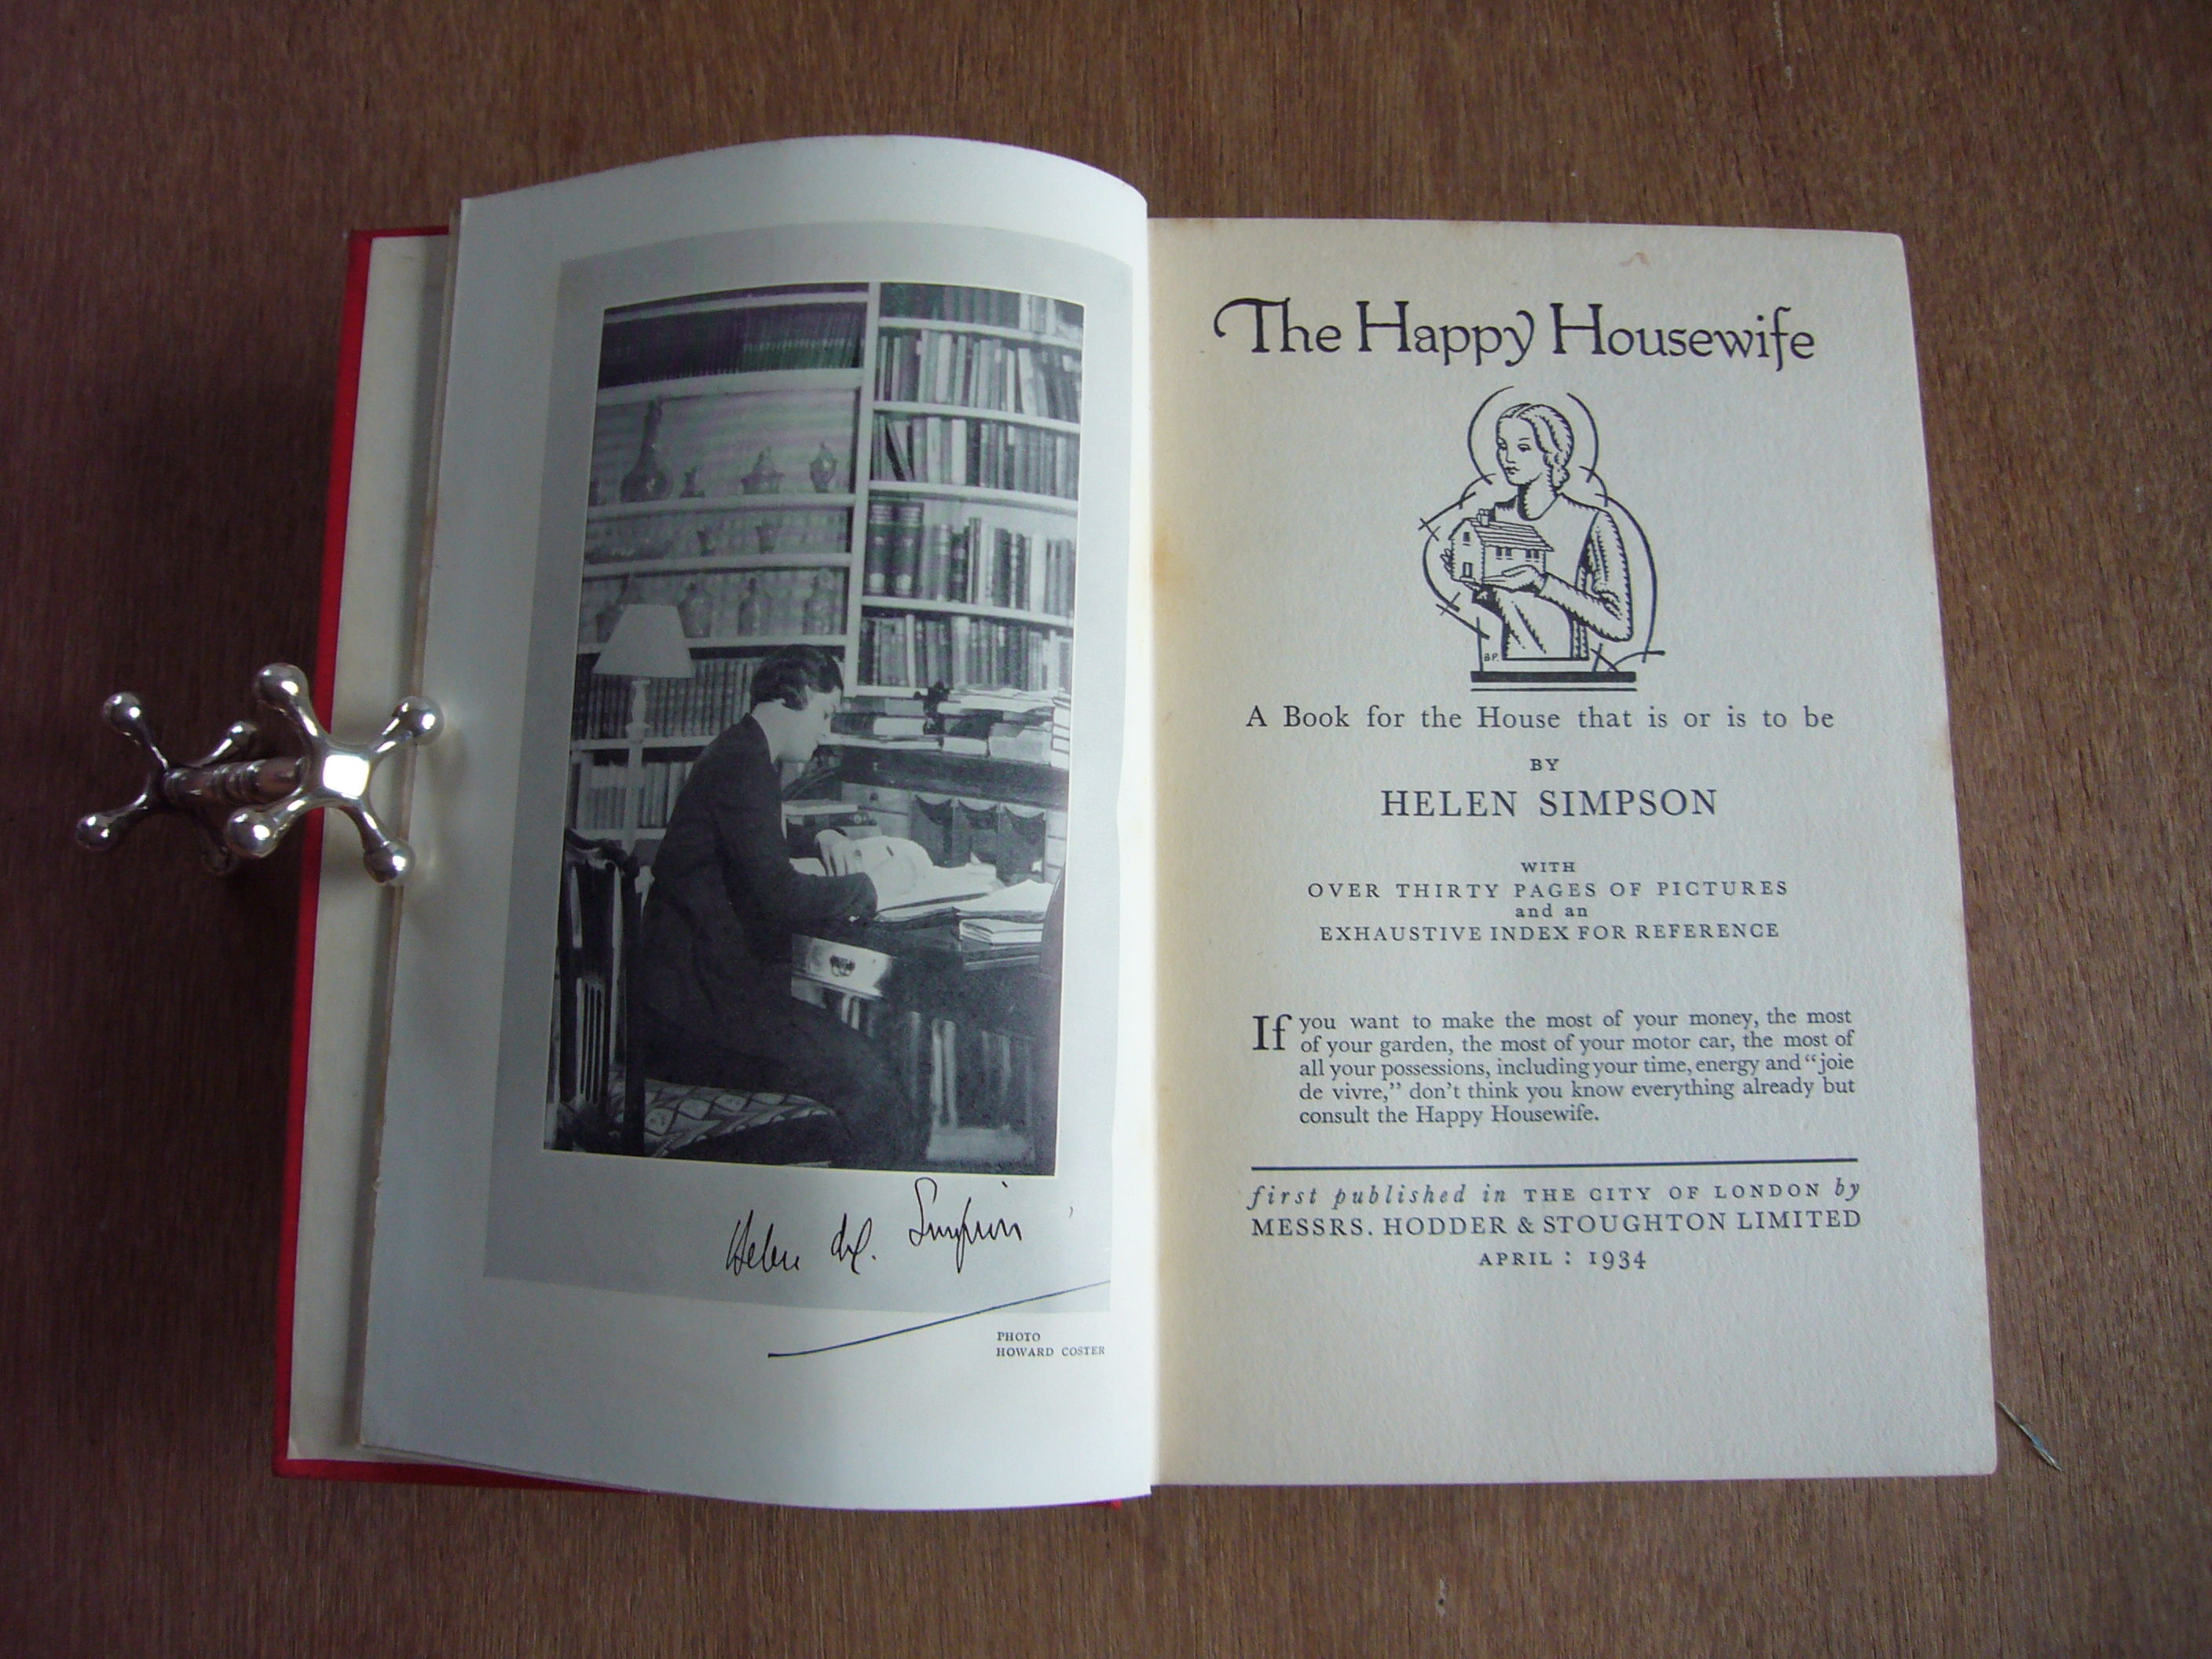 Helen de G. Simpson
PHOTO
HOWARD COSTER
The Happy Housewife
B.P.
A Book for the House that is or is to be
BY
HELEN SIMPSON
WITH
OVER THIRTY PAGES OF PICTURES
and an
EXHAUSTIVE INDEX FOR REFERENCE
If you want to make the most of your money, the most
of your garden, the most of your motor car, the most of
all your possessions, including your time, energy and "joie
de vivre," don't think you know everything already but
consult the Happy Housewife.
first published in THE CITY OF LONDON by
MESSRS. HODDER & STOUGHTON LIMITED
APRIL : 1934